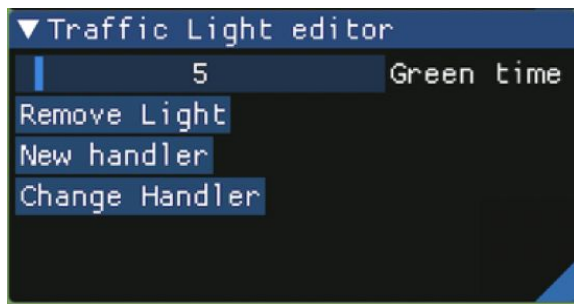 Traffic Light editor
5 Green time
Remove Light
New handler
Change Handler